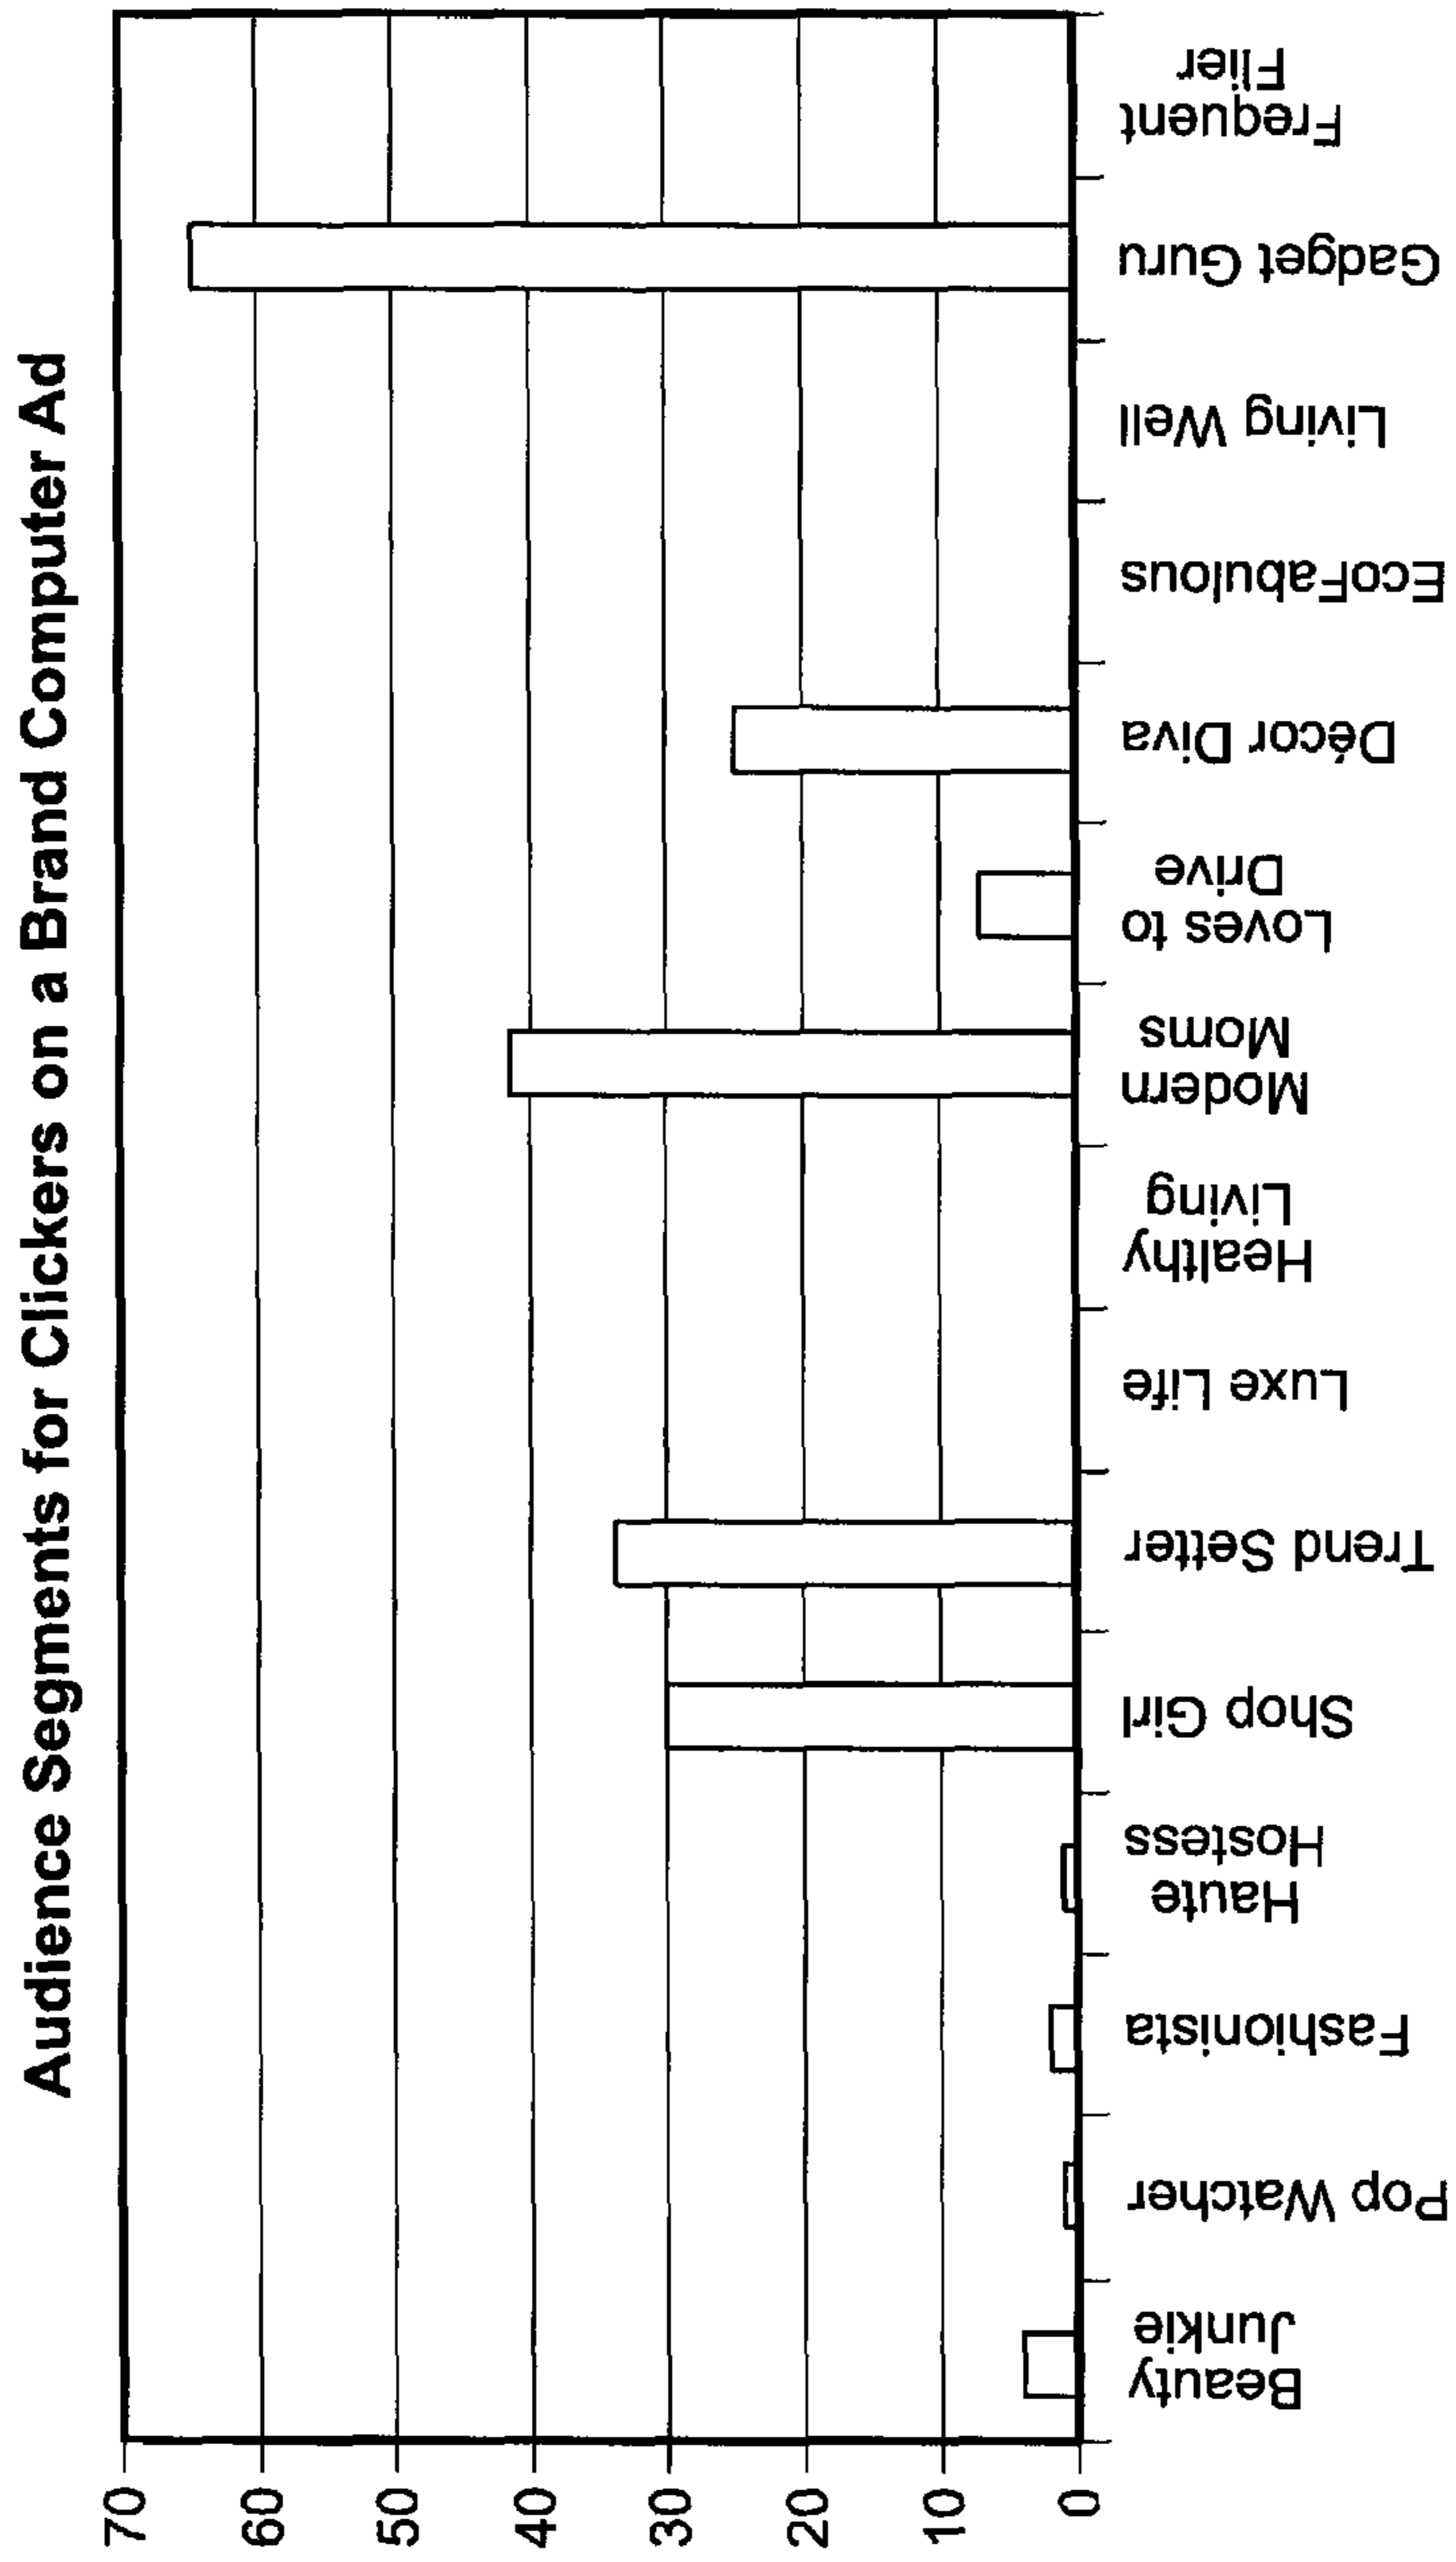 Audience Segments for Clickers on a Brand Computer Ad
70
60
50
40
30
20
10
0
Beauty
Junkie
Pop Watcher
Fashionista
Haute
Hostess
Shop Girl
Trend Setter
Luxe Life
Healthy
Living
Modern
Moms
Loves to
Drive
Décor Diva
EcoFabulous
Living Well
Gadget Guru
Frequent
Flier